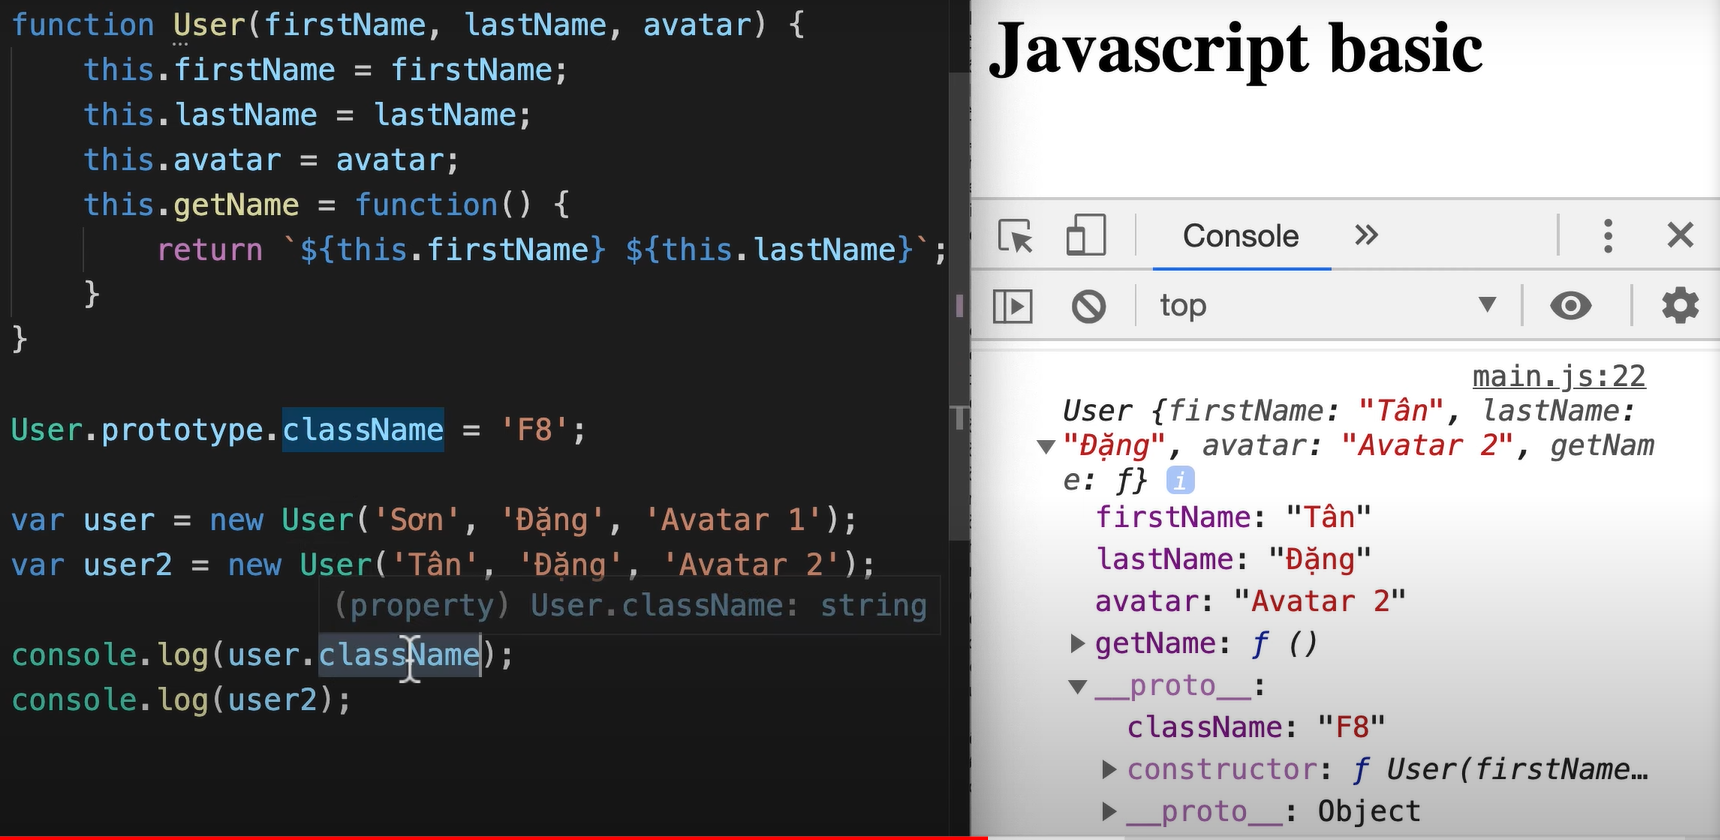 function User(firstName, lastName, avatar) {
this.firstName = firstName;
this.lastName = lastName;
this.avatar = avatar;
this.getName = function() {
return `${this.firstName} ${this.lastName}`;
}
}
User.prototype.className = 'F8';
var user = new User('Sơn', 'Đặng', 'Avatar 1');
var user2 = new User('Tân', 'Đặng', 'Avatar 2');
(property) User.className: string
console.log(user.className);
console.log(user2);
Javascript basic
Console
top
main.js:22
User {firstName: "Tân", lastName:
"Đặng", avatar: "Avatar 2", getNam
e: ƒ} i
firstName: "Tân"
lastName: "Đặng"
avatar: "Avatar 2"
getName: ƒ ()
__proto__:
className: "F8"
constructor: ƒ User(firstName…
__proto__: Object